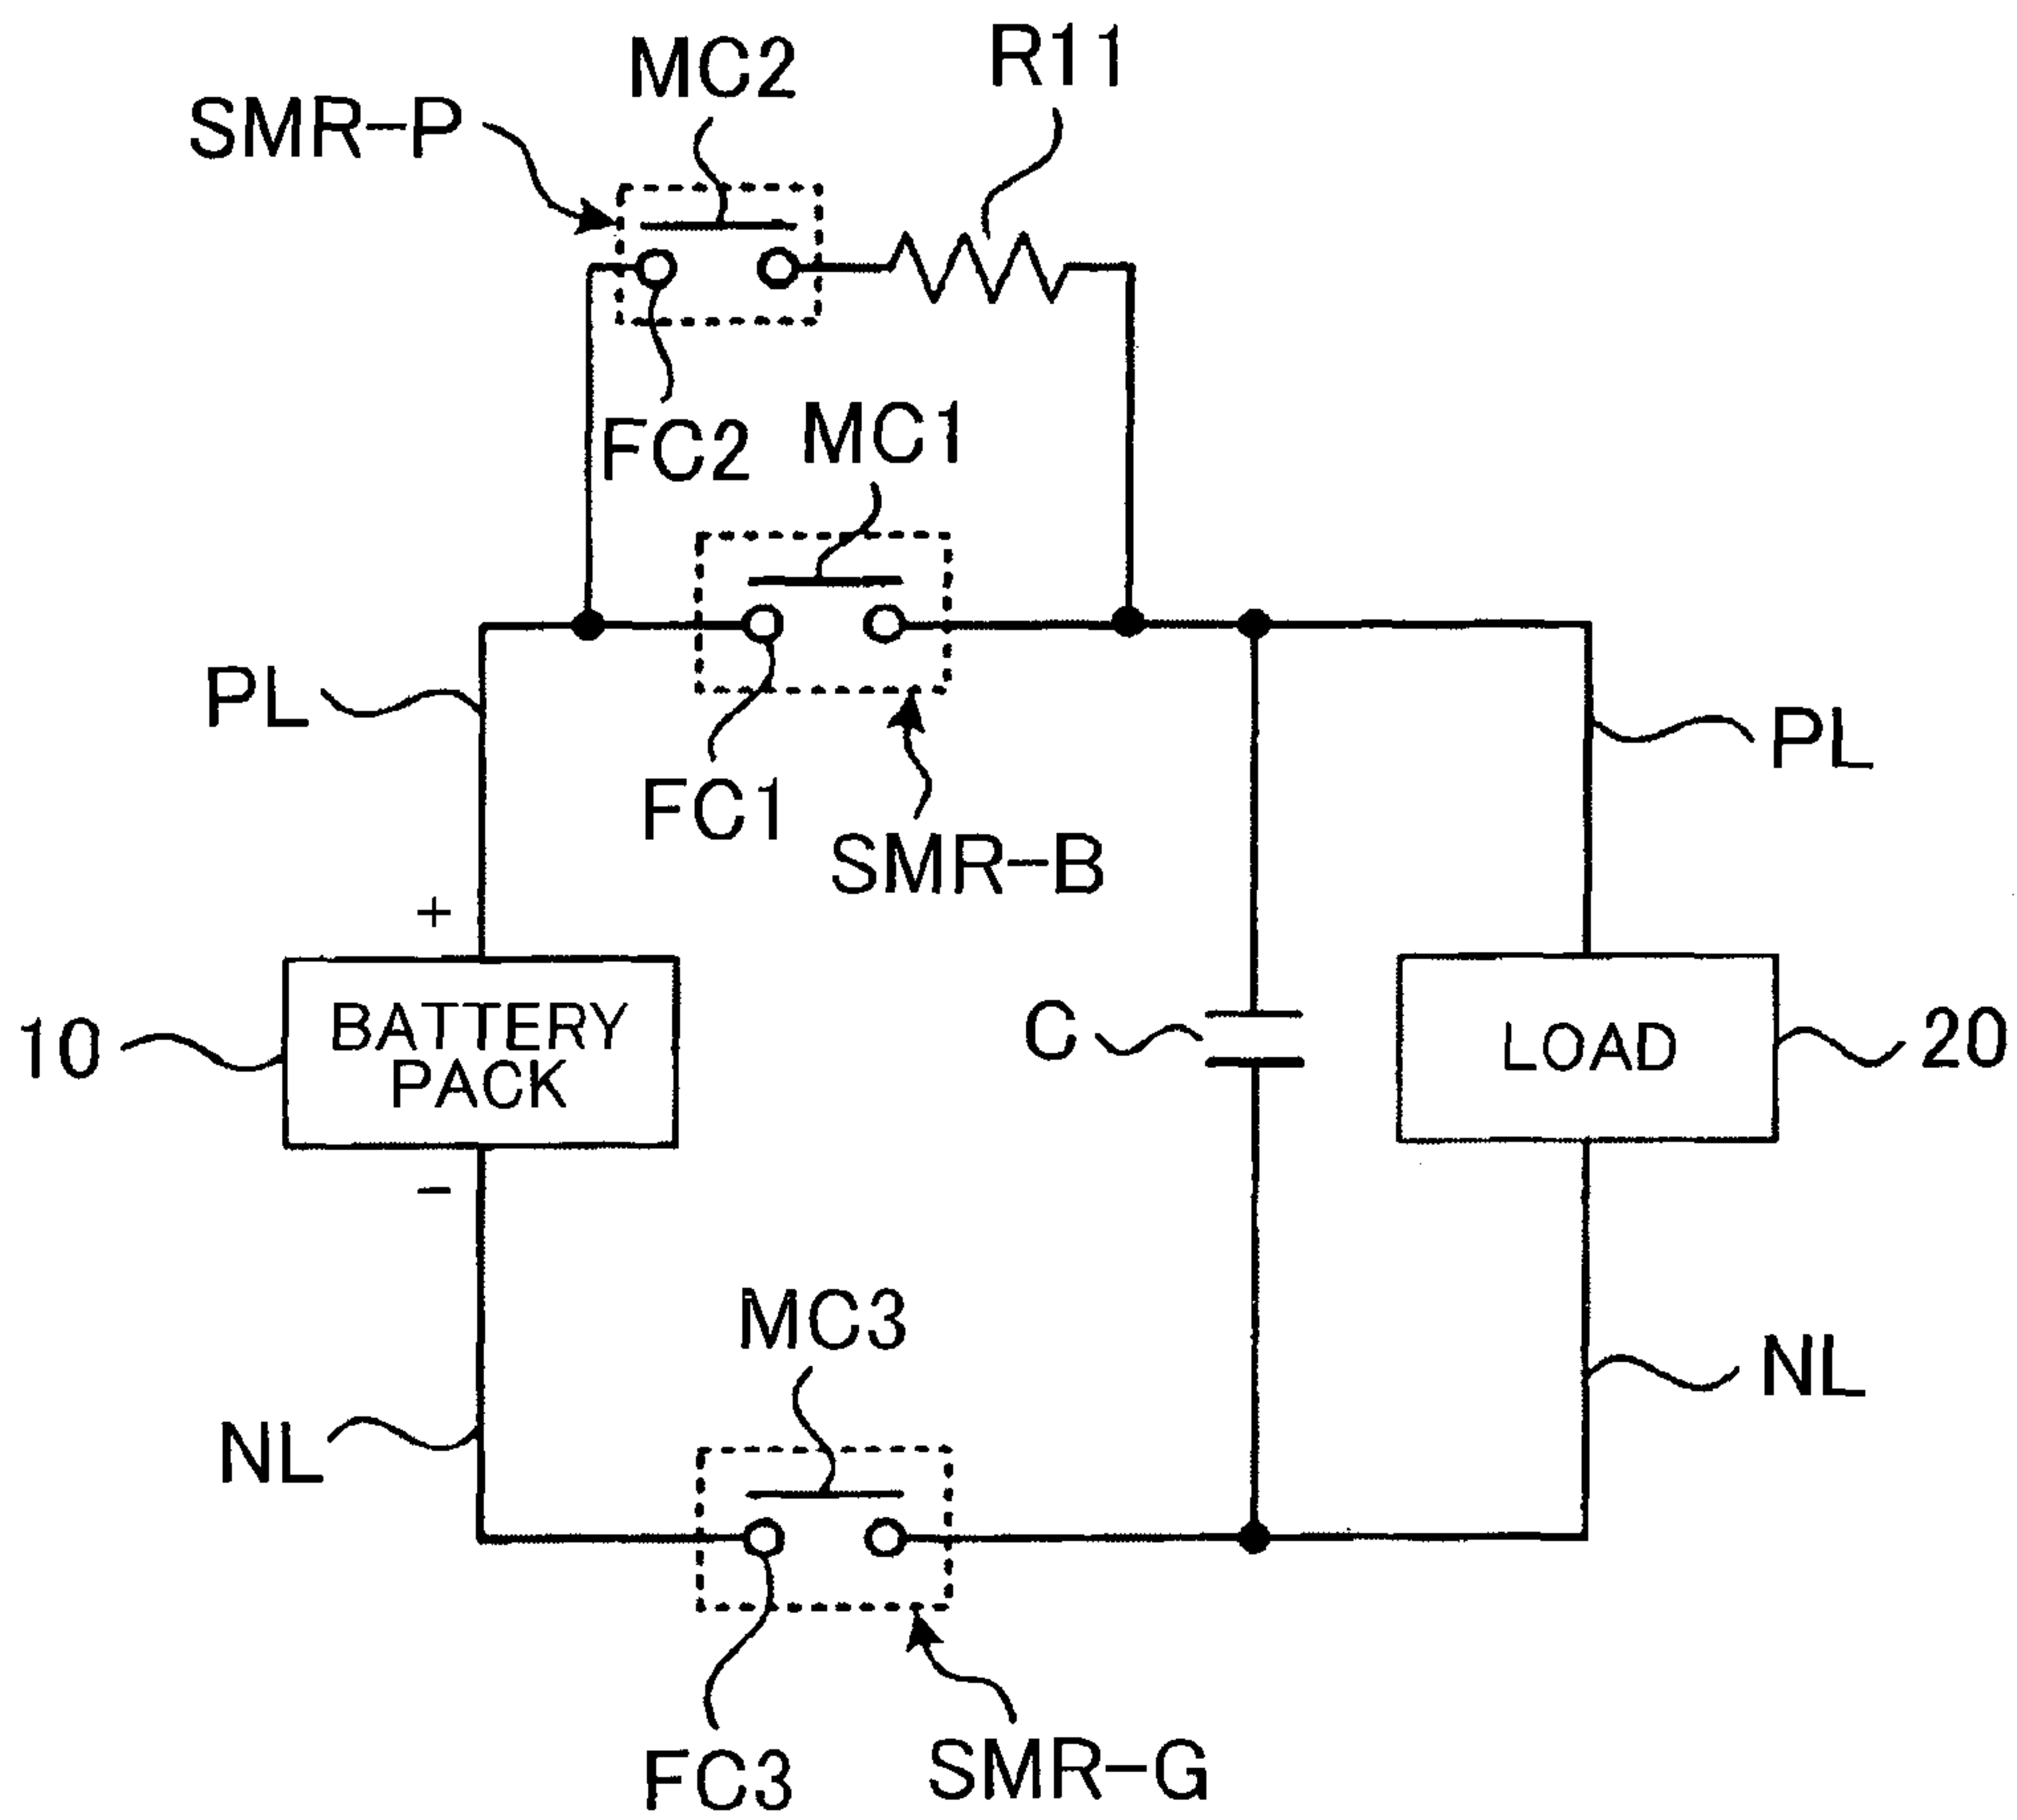 MC2
R11
SMR-P
FC2
MC1
PL
PL
FC1
SMR-B
+
10
BATTERY
PACK
C
LOAD
20
−
MC3
NL
NL
FC3
SMR-G